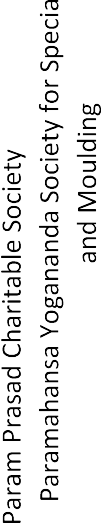 Param Prasad Charitable Society
Paramahansa Yogananda Society for Specia
and Moulding